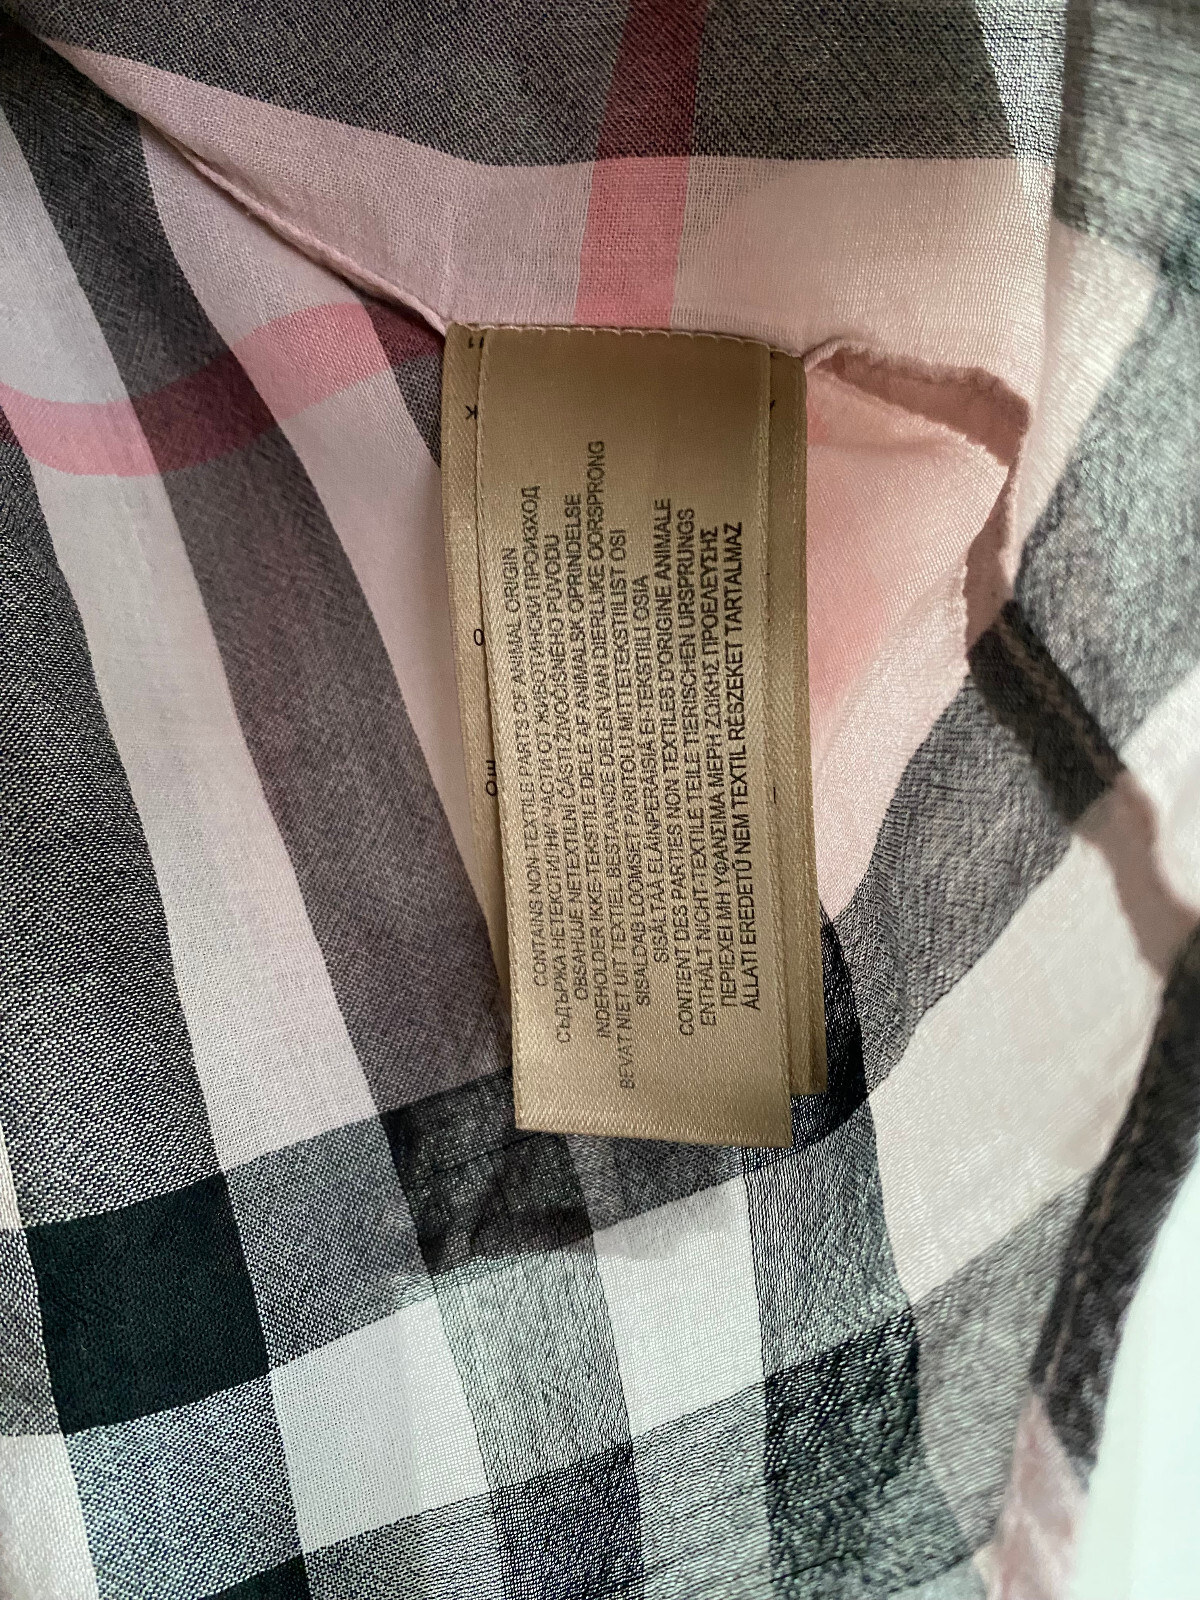 CONTAINS NON-TEXTILE PARTS OF ANIMAL ORIGIN
СЪДЪРЖА НЕТЕКСТИЛНИ ЧАСТИ ОТ ЖИВОТИНСКИ ПРОИЗХОД
OBSAHUJE NETEXTILNÍ ČÁSTI ŽIVOČIŠNÉHO PŮVODU
INDEHOLDER IKKE-TEKSTILE DELE AF ANIMALSK OPRINDELSE
BEVAT NIET UIT TEXTIEL BESTAANDE DELEN VAN DIERLIJKE OORSPRONG
SISALDAB LOOMSET PÄRITOLU MITTETEKSTIILIST OSI
SISÄLTÄÄ ELÄINPERÄISIÄ EI-TEKSTIILIOSIA
CONTIENT DES PARTIES NON TEXTILES D'ORIGINE ANIMALE
ENTHÄLT NICHT-TEXTILE TEILE TIERISCHEN URSPRUNGS
ΠΕΡΙΕΧΕΙ ΜΗ ΥΦΑΝΣΙΜΑ ΜΕΡΗ ΖΩΙΚΗΣ ΠΡΟΕΛΕΥΣΗΣ
ÁLLATI EREDETŰ NEM TEXTIL RÉSZEKET TARTALMAZ